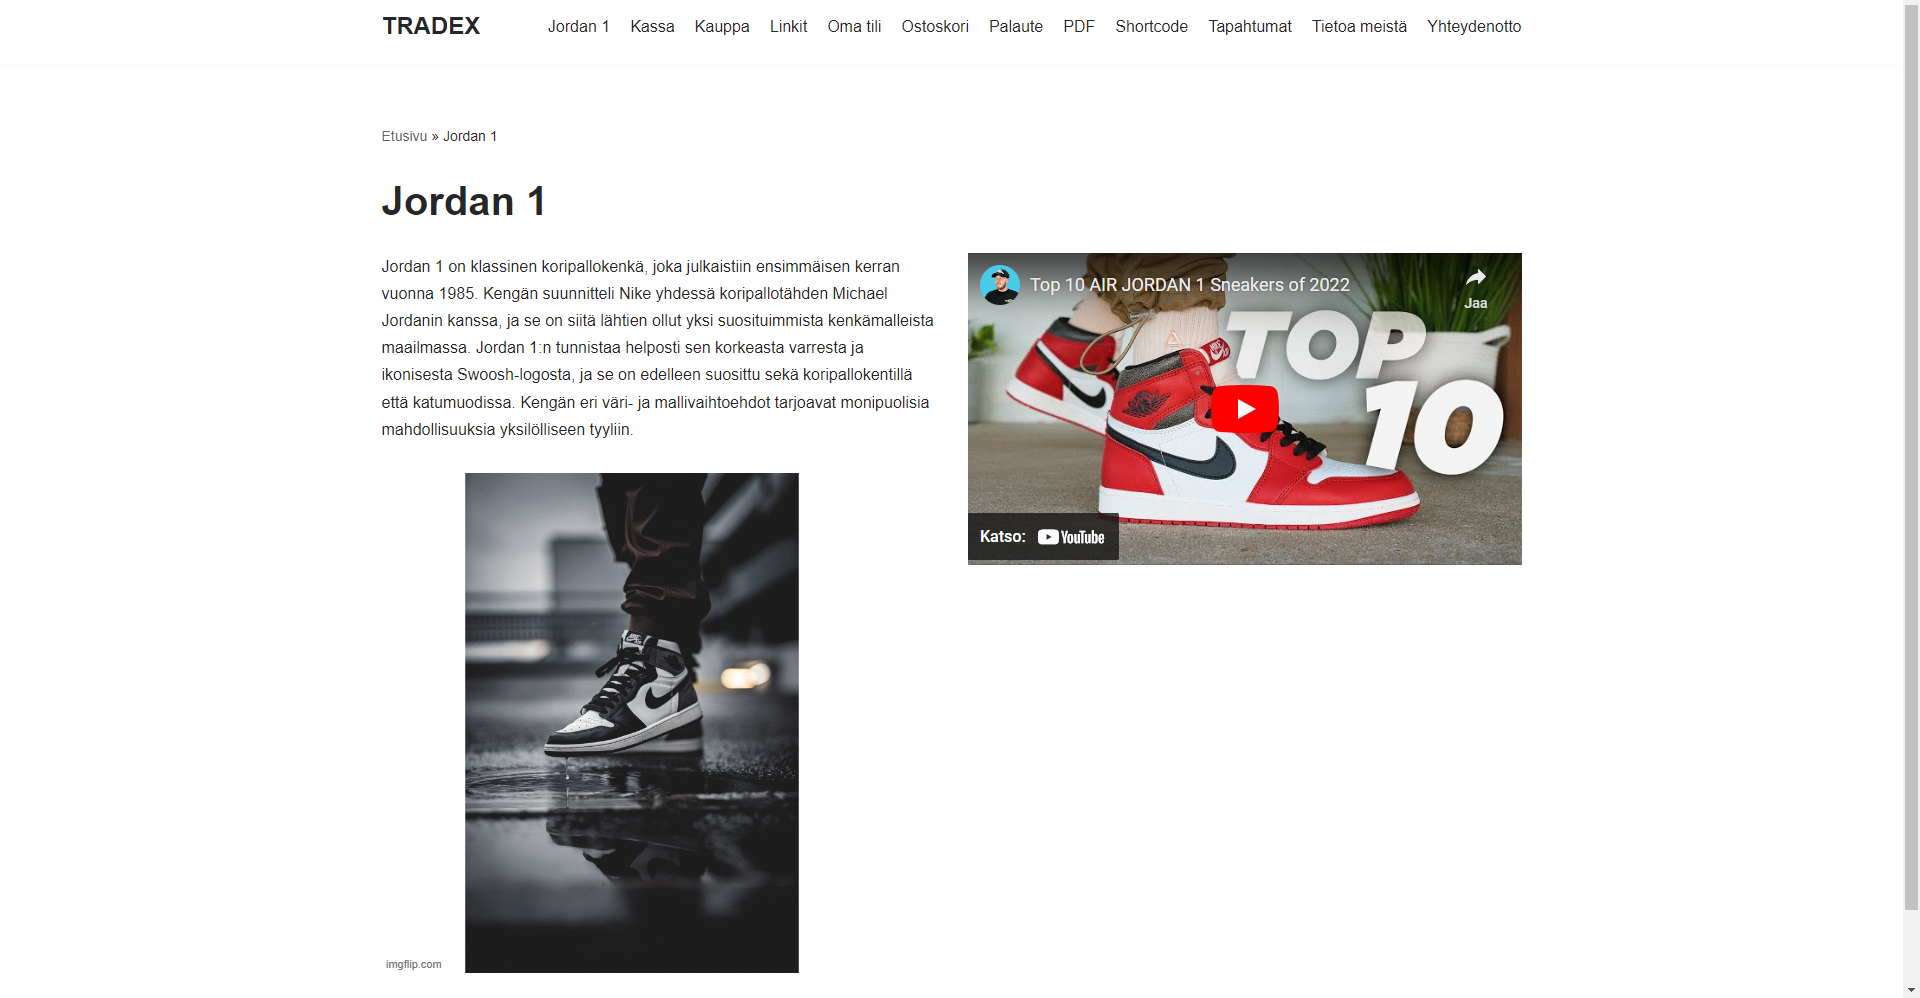 TRADEX
Jordan 1 Kassa Kauppa Linkit Oma tili Ostoskori Palaute PDF Shortcode Tapahtumat Tietoa meistä Yhteydenotto
Etusivu » Jordan 1
Jordan 1
Jordan 1 on klassinen koripallokenkä, joka julkaistiin ensimmäisen kerran
vuonna 1985. Kengän suunnitteli Nike yhdessä koripallotähden Michael
Jordanin kanssa, ja se on siitä lähtien ollut yksi suosituimmista kenkämalleista
maailmassa. Jordan 1:n tunnistaa helposti sen korkeasta varresta ja
ikonisesta Swoosh-logosta, ja se on edelleen suosittu sekä koripallokentillä
että katumuodissa. Kengän eri väri- ja mallivaihtoehdot tarjoavat monipuolisia
mahdollisuuksia yksilölliseen tyyliin.
imgflip.com
Top 10 AIR JORDAN 1 Sneakers of 2022
Jaa
TOP
10
Katso: YouTube